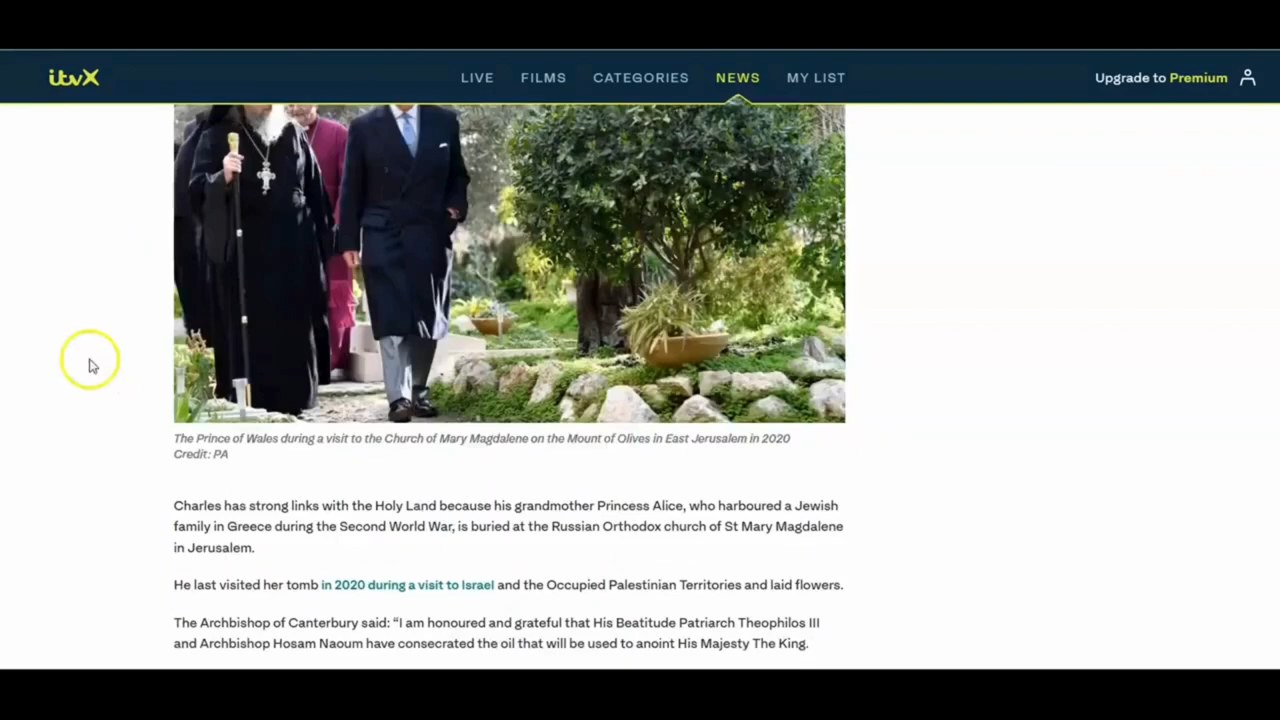 itvX
LIVE
FILMS
CATEGORIES
NEWS
MY LIST
Upgrade to Premium
The Prince of Wales during a visit to the Church of Mary Magdalene on the Mount of Olives in East Jerusalem in 2020
Credit: PA
Charles has strong links with the Holy Land because his grandmother Princess Alice, who harboured a Jewish
family in Greece during the Second World War, is buried at the Russian Orthodox church of St Mary Magdalene
in Jerusalem.
He last visited her tomb in 2020 during a visit to Israel and the Occupied Palestinian Territories and laid flowers.
The Archbishop of Canterbury said: “I am honoured and grateful that His Beatitude Patriarch Theophilos III
and Archbishop Hosam Naoum have consecrated the oil that will be used to anoint His Majesty The King.